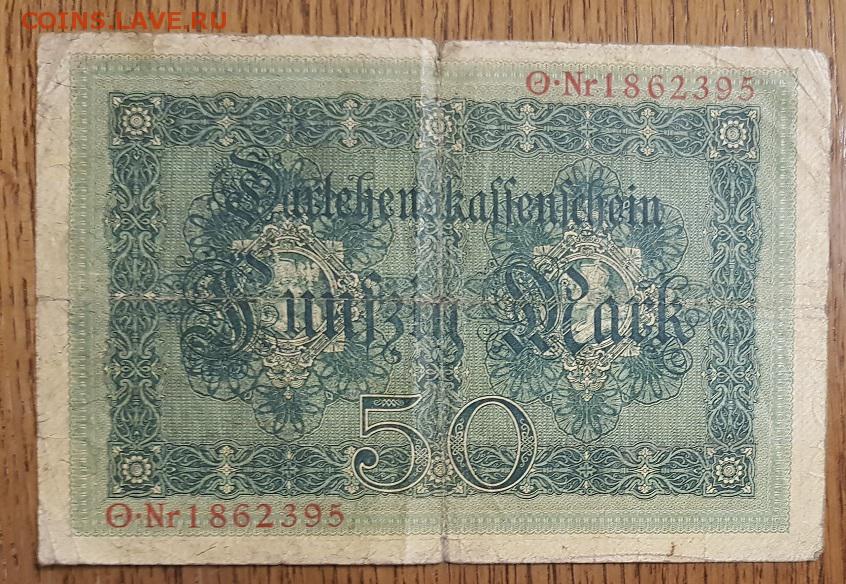 COINS.LAVE.RU
Θ·Nr1862395
Darlehenskassenschein
Fünfzig Mark
50
Θ·Nr1862395